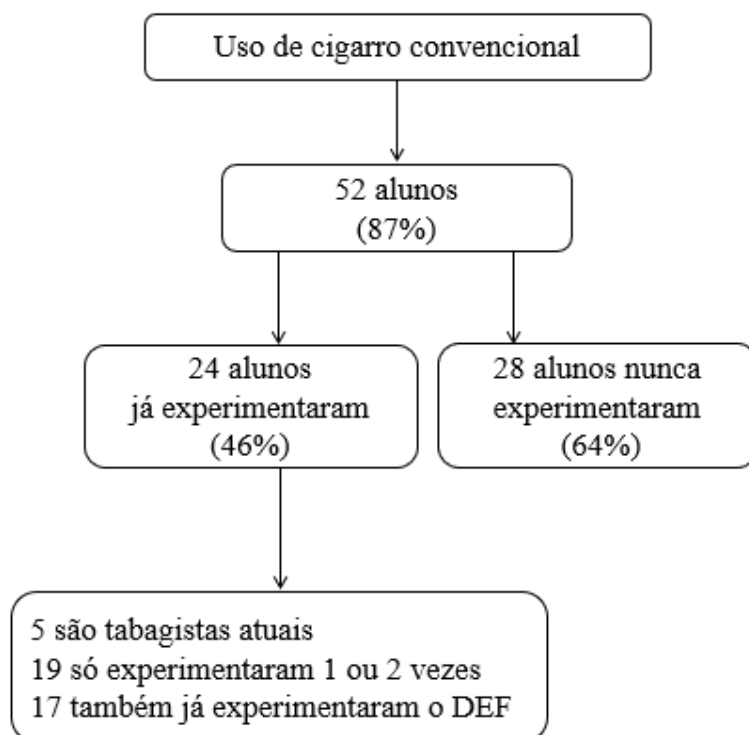 Uso de cigarro convencional
52 alunos
(87%)
24 alunos
já experimentaram
(46%)
28 alunos nunca
experimentaram
(64%)
5 são tabagistas atuais
19 só experimentaram 1 ou 2 vezes
17 também já experimentaram o DEF